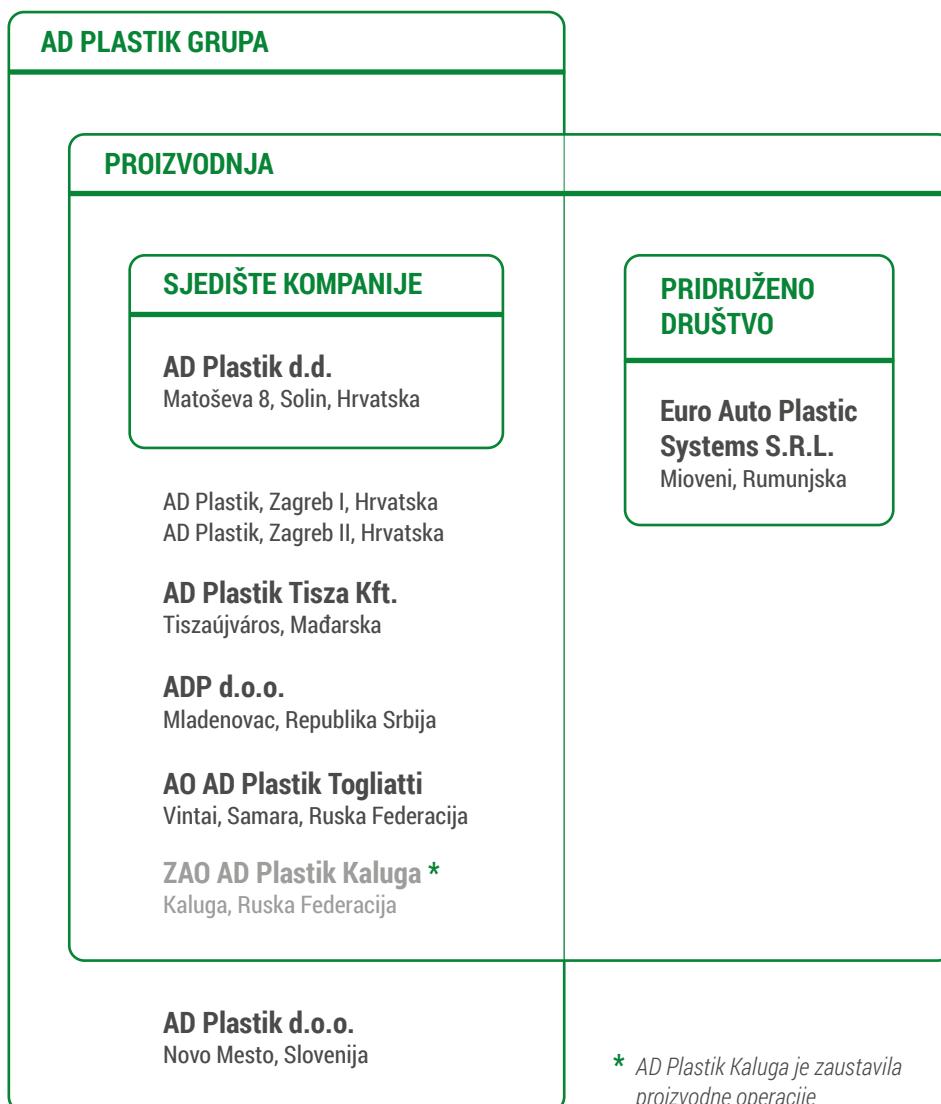 AD PLASTIK GRUPA
PROIZVODNJA
SJEDIŠTE KOMPANIJE
AD Plastik d.d.
Matoševa 8, Solin, Hrvatska
AD Plastik, Zagreb I, Hrvatska
AD Plastik, Zagreb II, Hrvatska
AD Plastik Tisza Kft.
Tiszaújváros, Mađarska
ADP d.o.o.
Mladenovac, Republika Srbija
AO AD Plastik Togliatti
Vintai, Samara, Ruska Federacija
ZAO AD Plastik Kaluga *
Kaluga, Ruska Federacija
PRIDRUŽENO
DRUŠTVO
Euro Auto Plastic
Systems S.R.L.
Mioveni, Rumunjska
AD Plastik d.o.o.
Novo Mesto, Slovenija
* AD Plastik Kaluga je zaustavila
proizvodne operacije